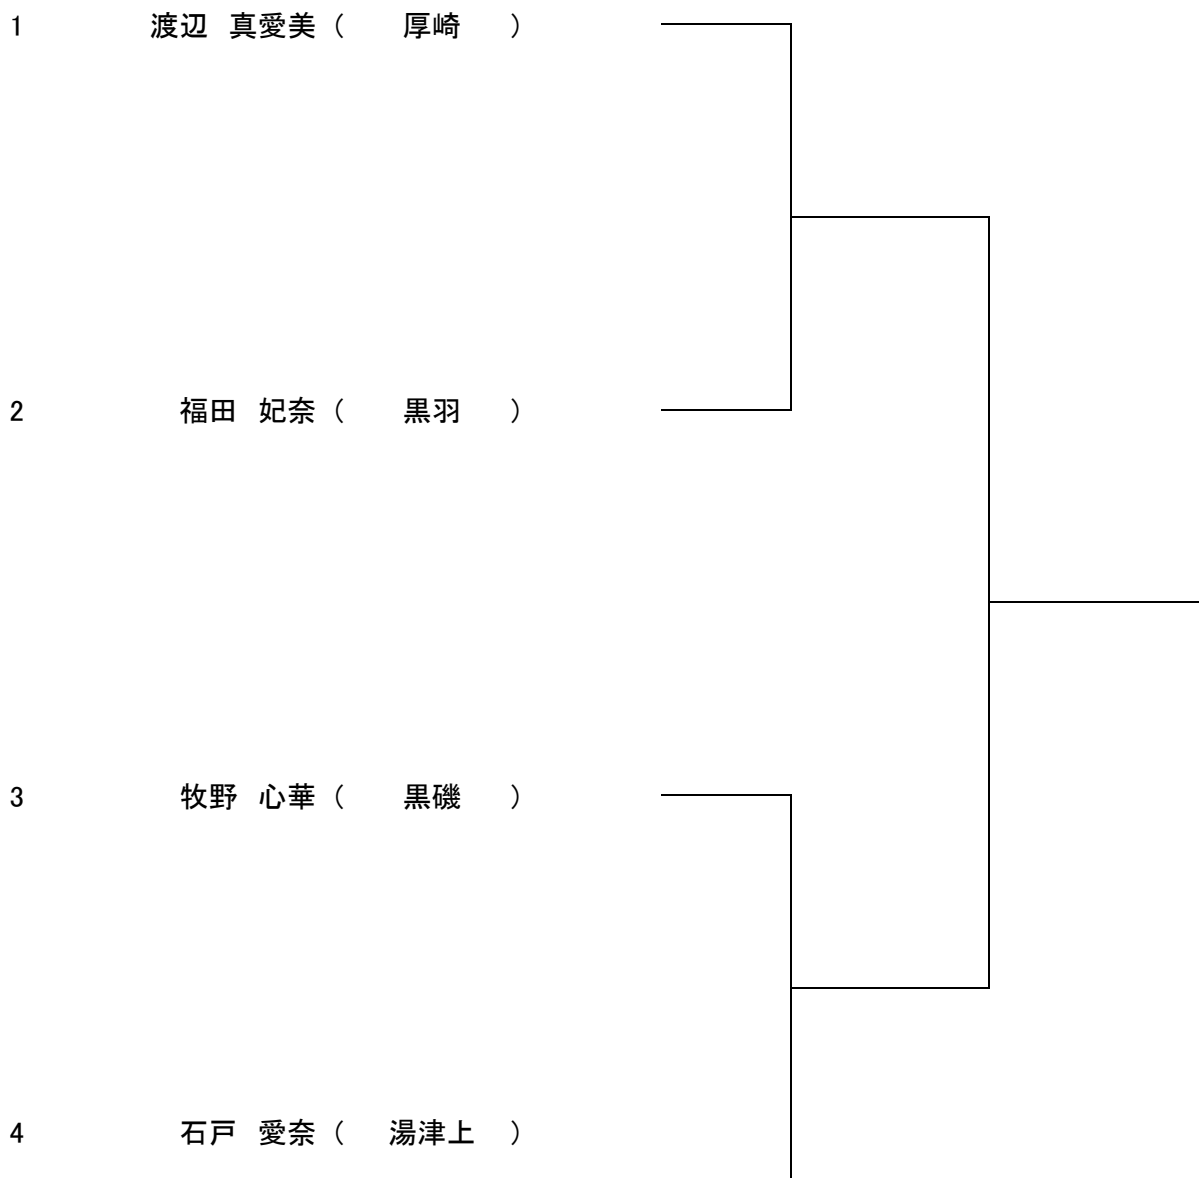 1 渡辺 真愛美 （ 厚崎 ）
2 福田 妃奈 （ 黒羽 ）
3 牧野 心華 （ 黒磯 ）
4 石戸 愛奈 （ 湯津上 ）